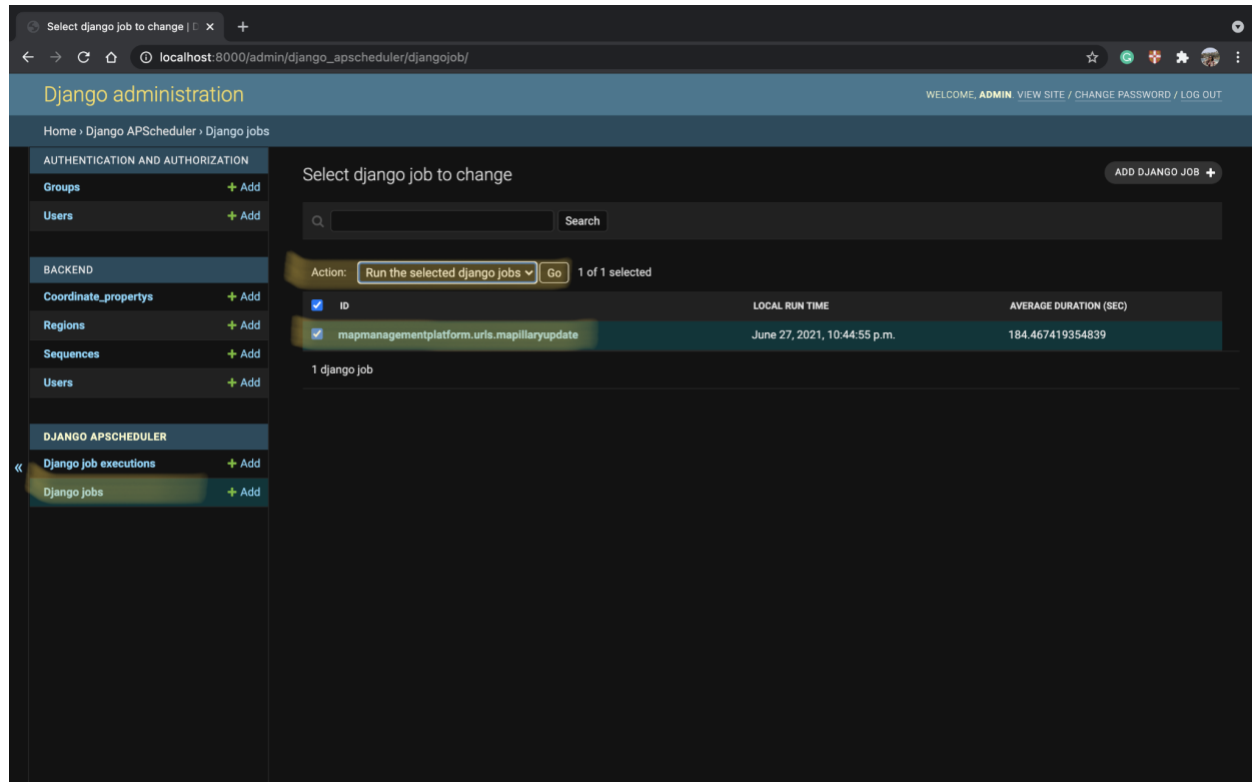 Select django job to change | D
localhost:8000/admin/django_apscheduler/djangojob/
Django administration
WELCOME, ADMIN. VIEW SITE / CHANGE PASSWORD / LOG OUT
Home › Django APScheduler › Django jobs
AUTHENTICATION AND AUTHORIZATION
Groups + Add
Users + Add
BACKEND
Coordinate_propertys + Add
Regions + Add
Sequences + Add
Users + Add
DJANGO APSCHEDULER
« Django job executions + Add
Django jobs + Add
Select django job to change
ADD DJANGO JOB +
Search
Action: Run the selected django jobs Go 1 of 1 selected
ID LOCAL RUN TIME AVERAGE DURATION (SEC)
mapmanagementplatform.urls.mapillaryupdate June 27, 2021, 10:44:55 p.m. 184.467419354839
1 django job